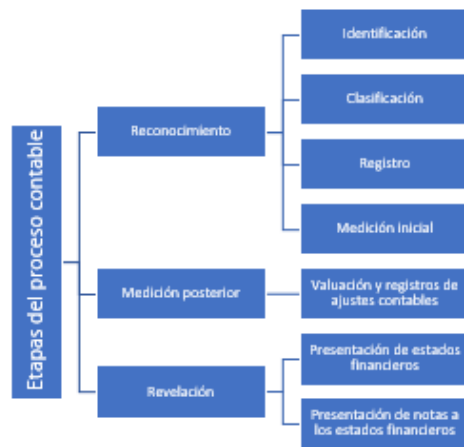 Etapas del proceso contable
Reconocimiento
Identificación
Clasificación
Registro
Medición inicial
Medición posterior
Valuación y registros de
ajustes contables
Revelación
Presentación de estados
financieros
Presentación de notas a
los estados financieros